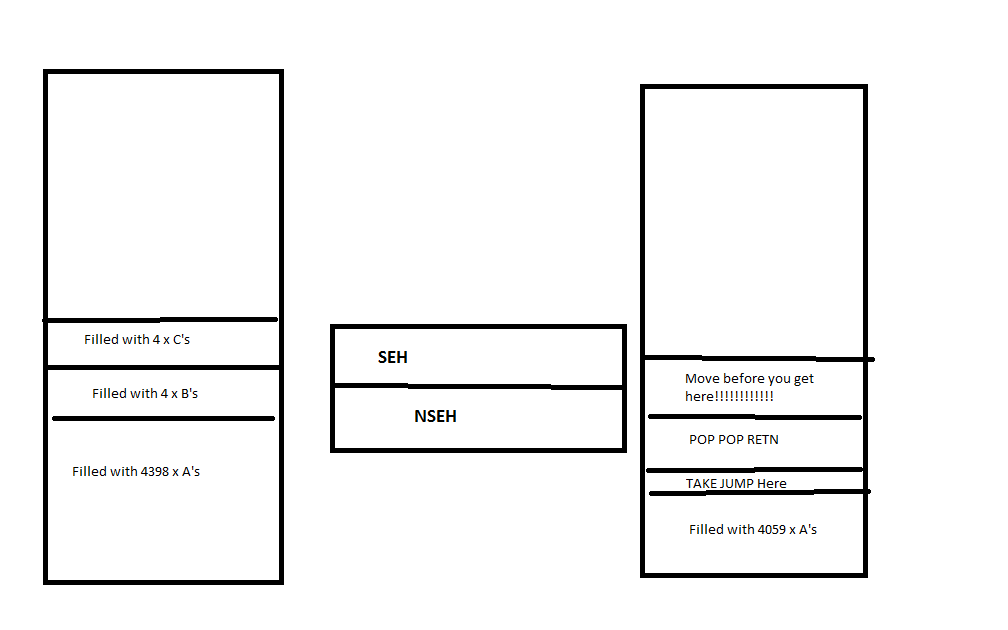 Filled with 4 x C's
Filled with 4 x B's
Filled with 4398 x A's
SEH
NSEH
Move before you get
here!!!!!!!!!!!!
POP POP RETN
TAKE JUMP Here
Filled with 4059 x A's